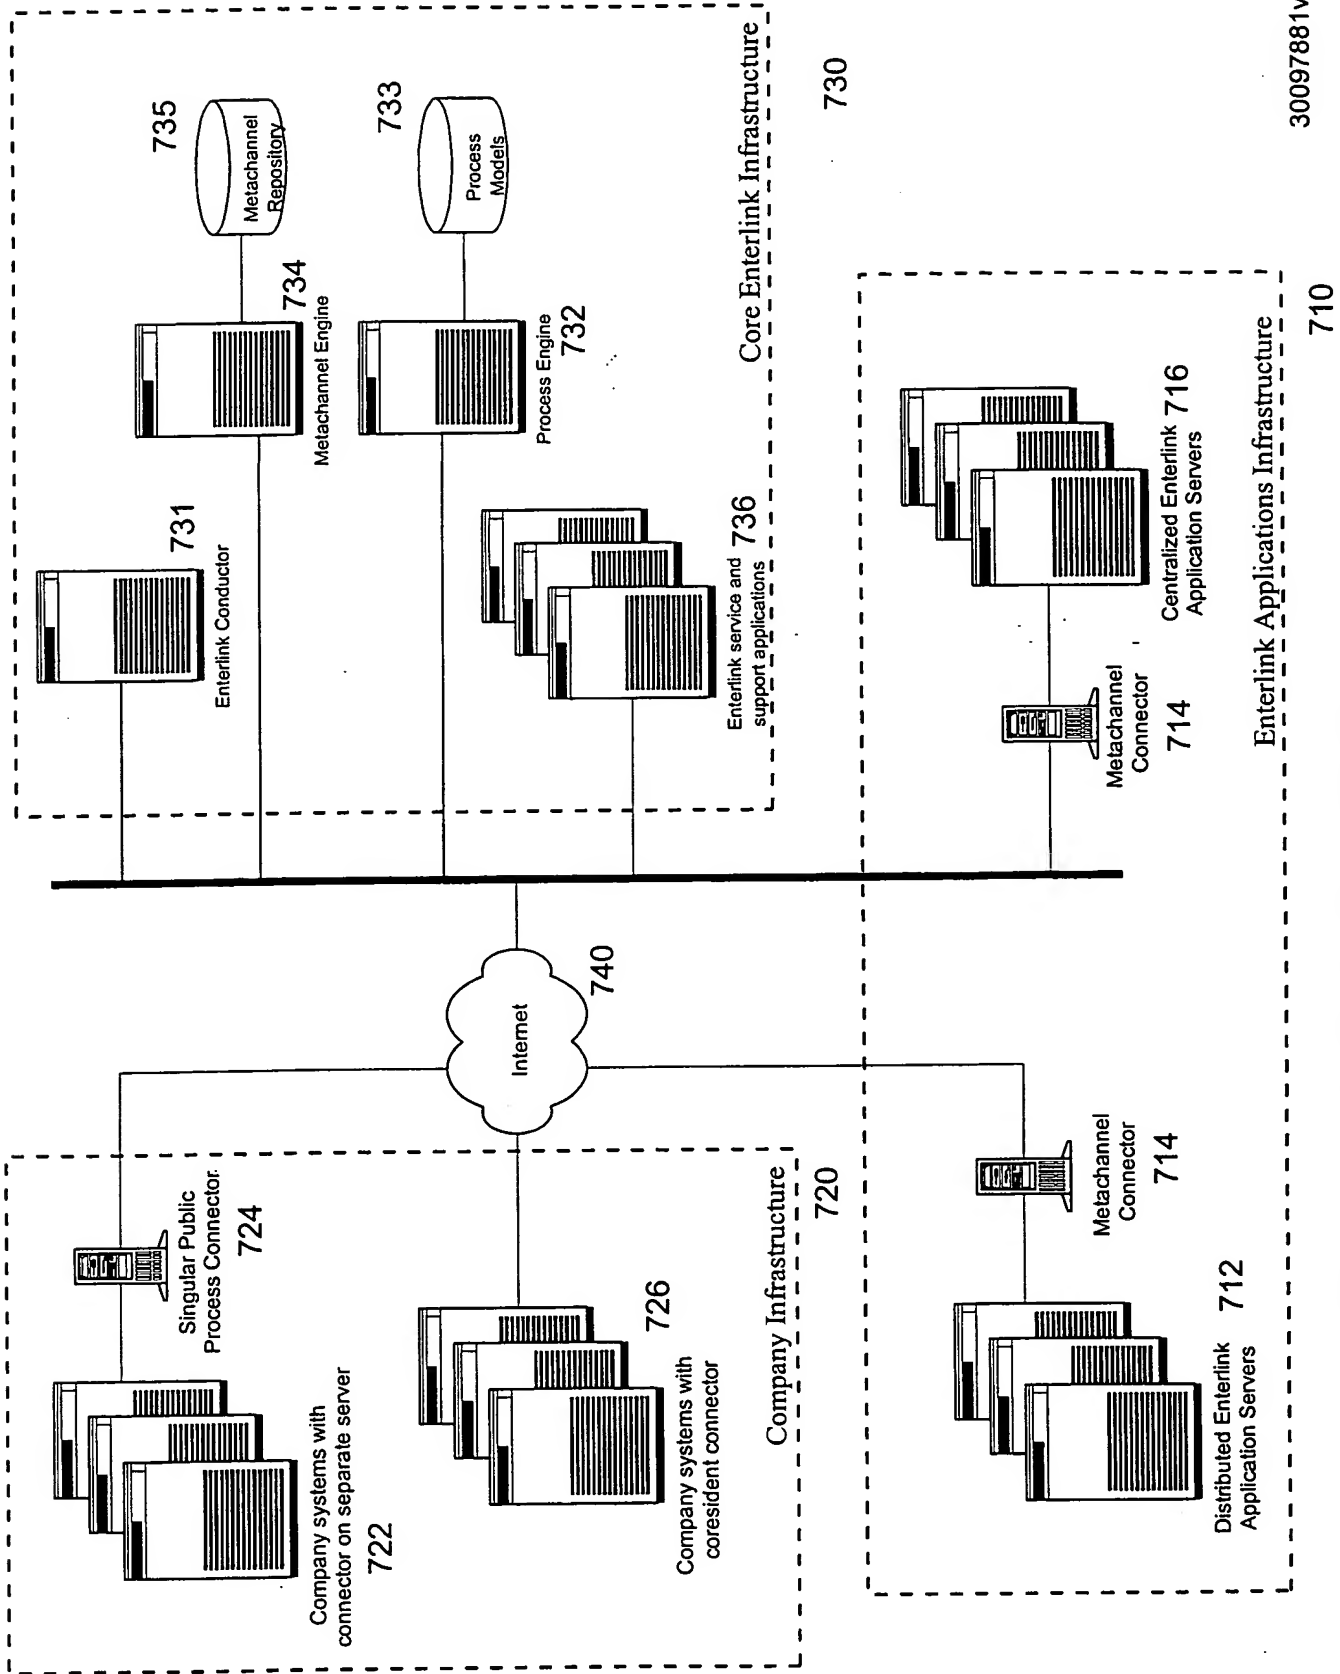 Company systems with
connector on separate server
722
Singular Public
Process Connector
724
Company systems with
coresident connector
726
Company Infrastructure
720
Internet
740
Enterlink Conductor
731
Metachannel Engine
734
Metachannel
Repository
735
Process Engine
732
Process
Models
733
Enterlink service and
support applications
736
Core Enterlink Infrastructure
730
Distributed Enterlink
Application Servers
712
Metachannel
Connector
714
Metachannel
Connector
714
Centralized Enterlink
Application Servers
716
Enterlink Applications Infrastructure
710
30097881v